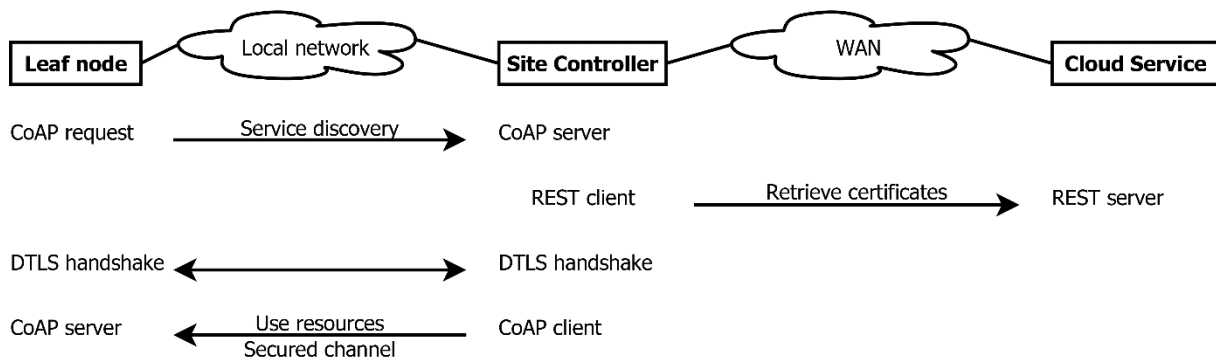 Local network
WAN
Leaf node
Site Controller
Cloud Service
CoAP request
Service discovery
CoAP server
REST client
Retrieve certificates
REST server
DTLS handshake
DTLS handshake
CoAP server
Use resources
CoAP client
Secured channel